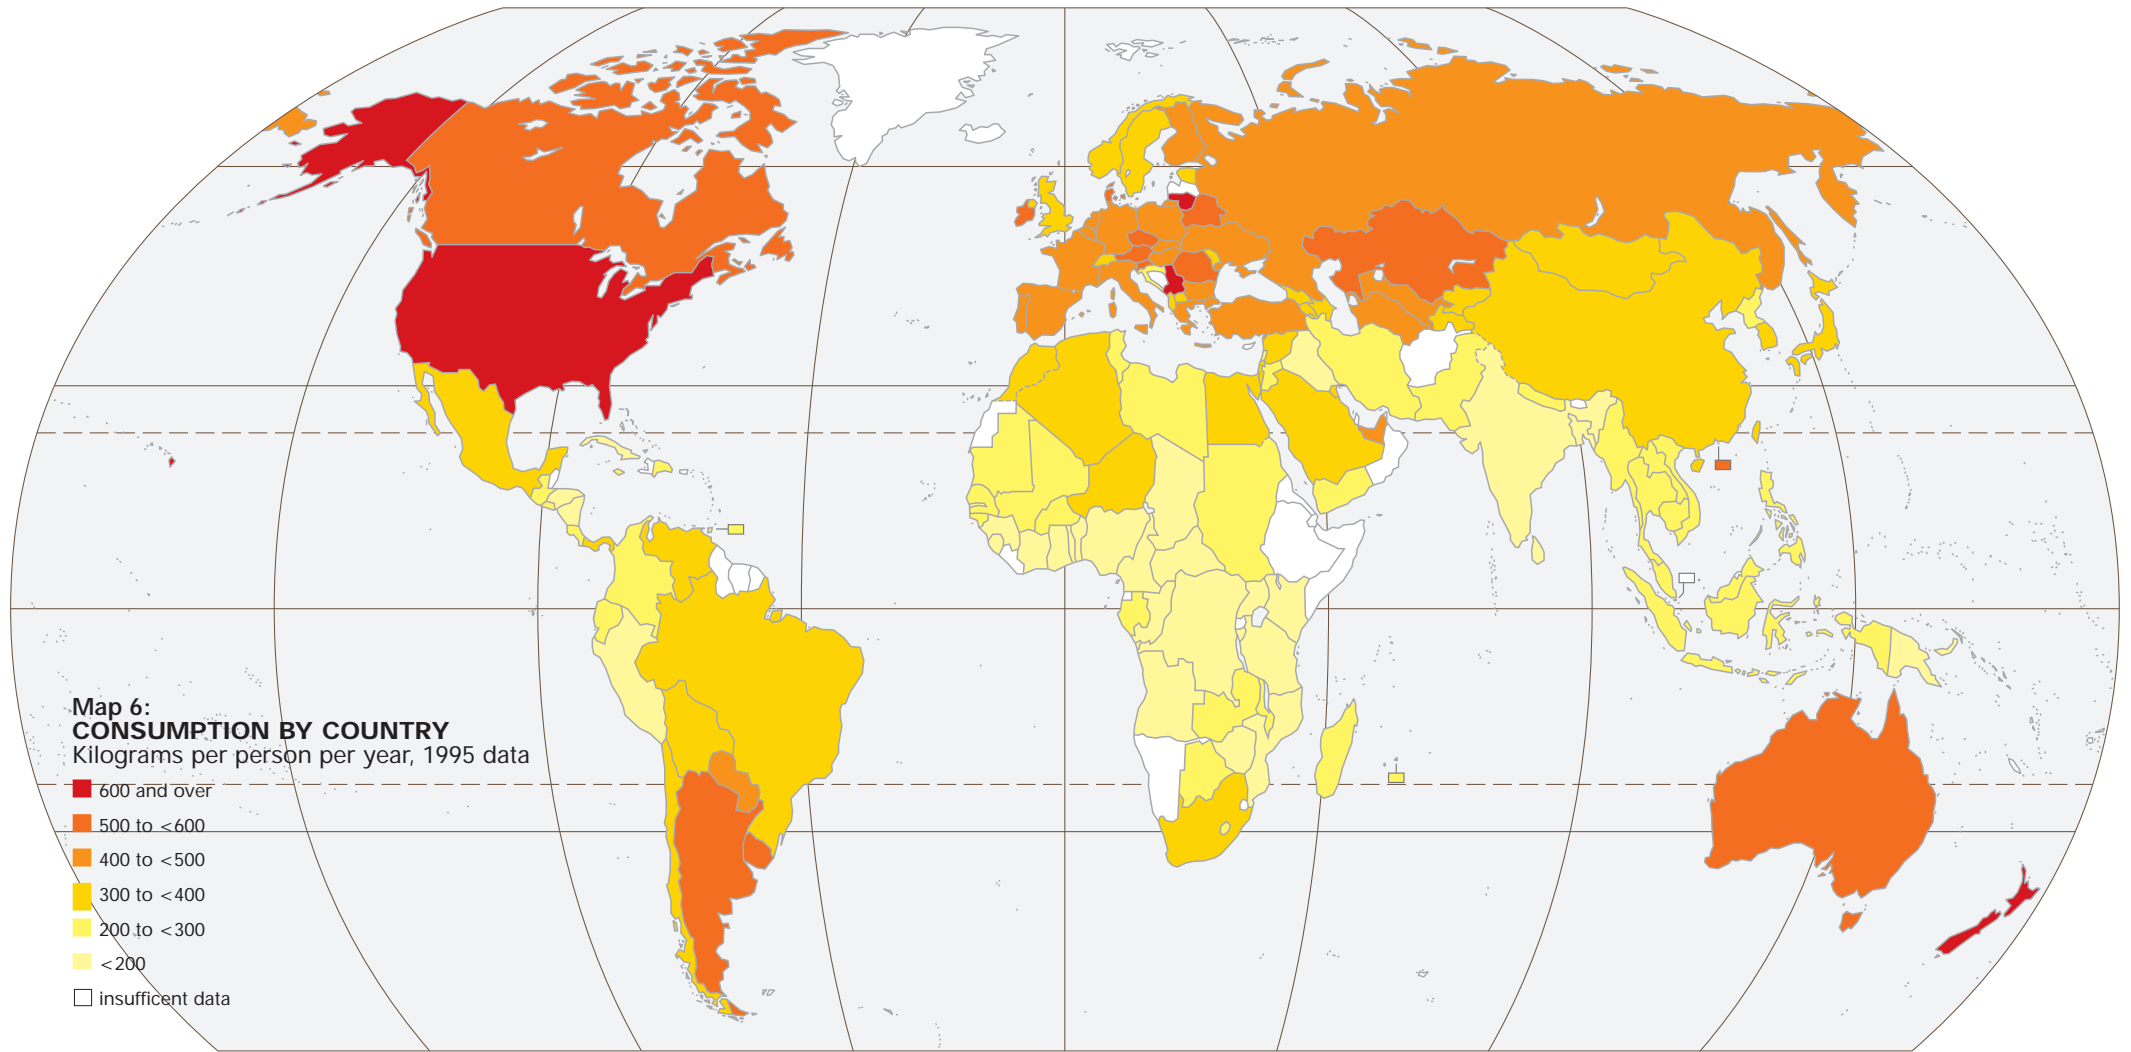 Map 6:
CONSUMPTION BY COUNTRY
Kilograms per person per year, 1995 data
600 and over
500 to <600
400 to <500
300 to <400
200 to <300
<200
insufficent data